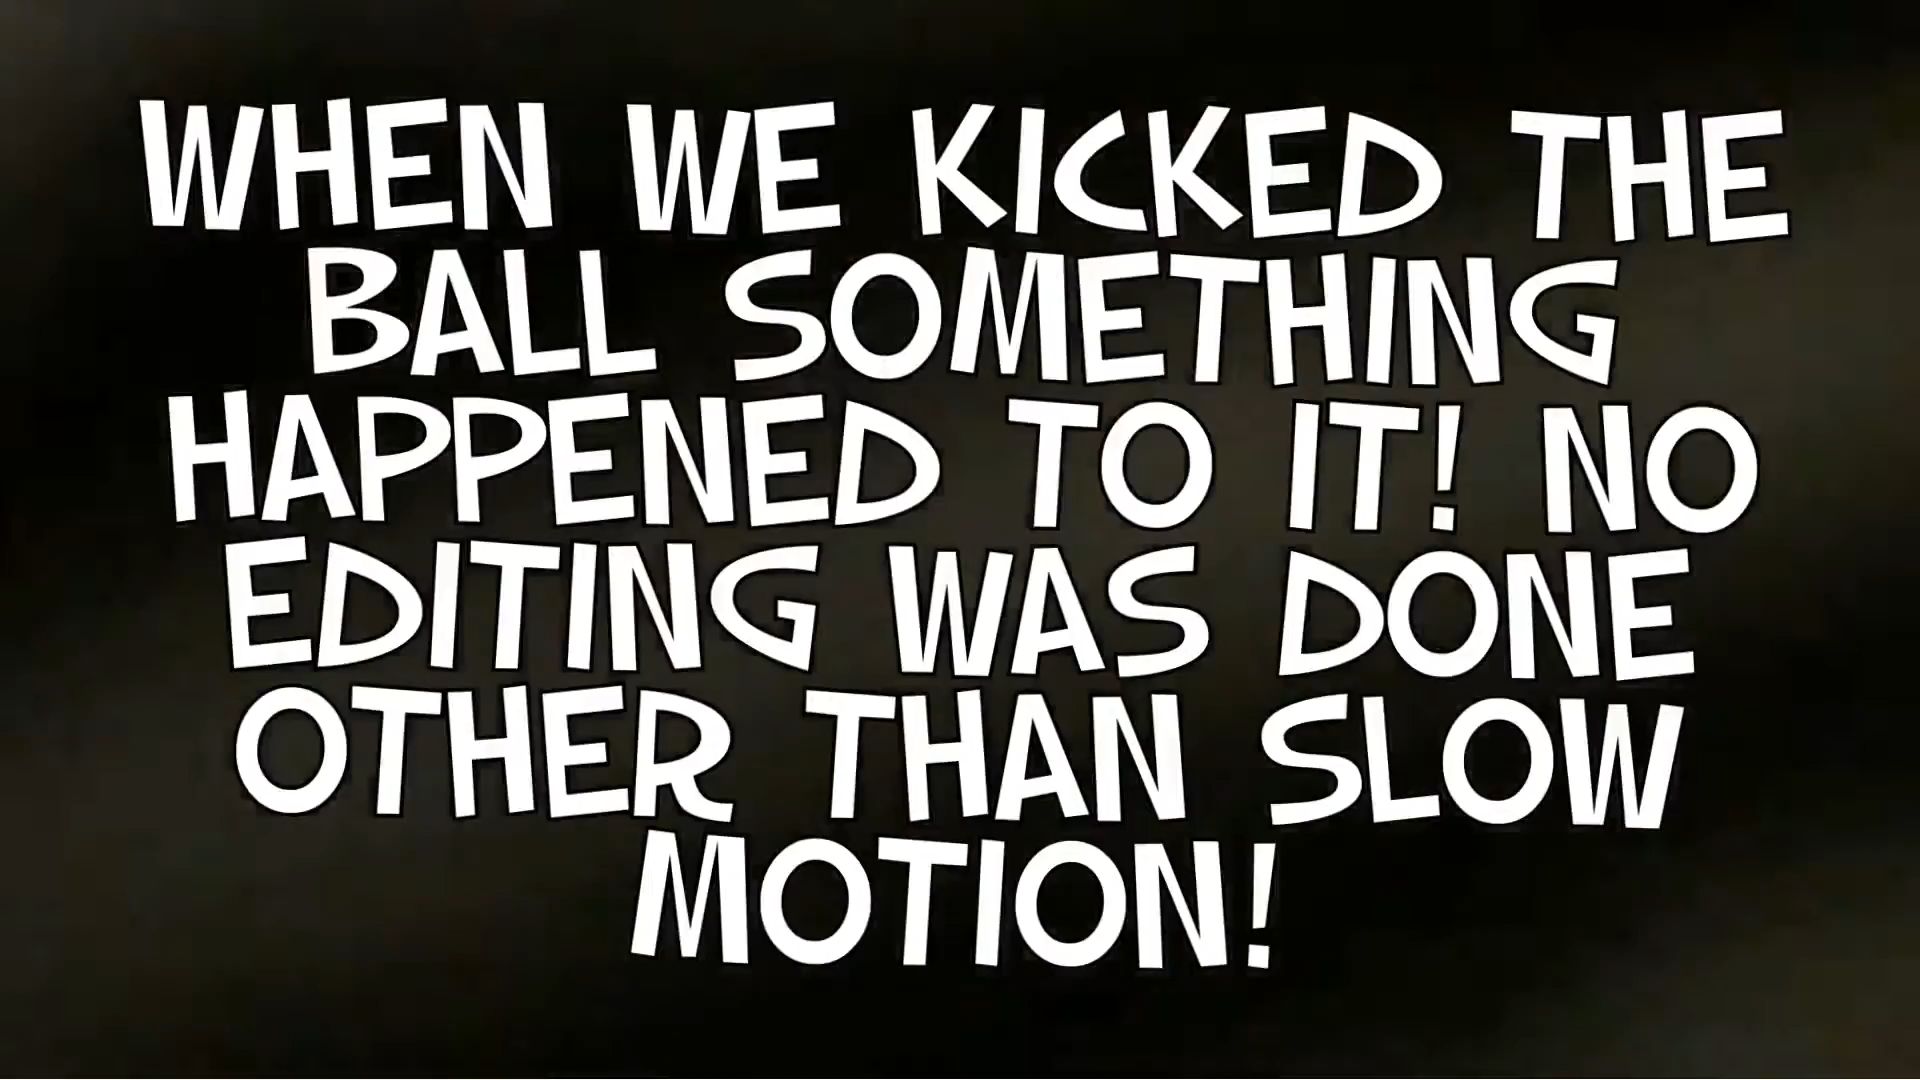 WHEN WE KICKED THE
BALL SOMETHING
HAPPENED TO IT! NO
EDITING WAS DONE
OTHER THAN SLOW
MOTION!